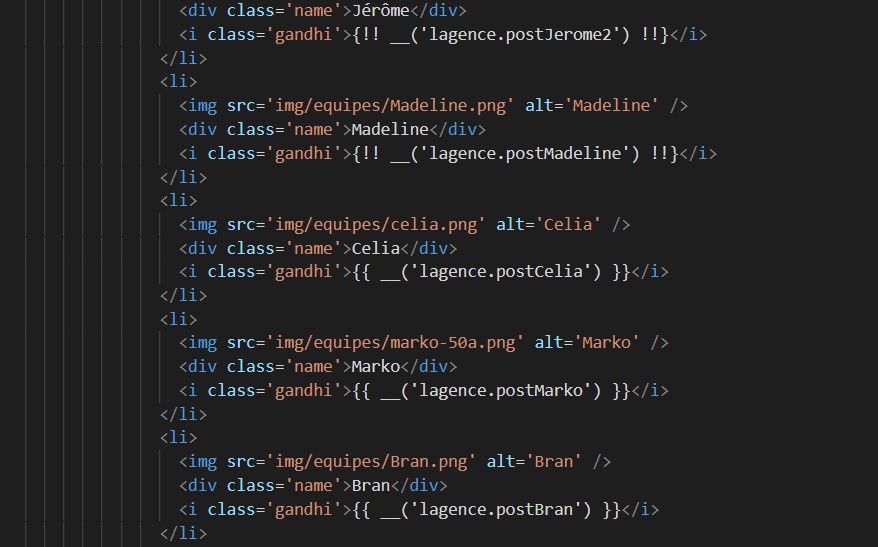 <div class='name'>Jérôme</div>
<i class='gandhi'>{!! __('lagence.postJerome2') !!}</i>
</li>
<li>
<img src='img/equipes/Madeline.png' alt='Madeline' />
<div class='name'>Madeline</div>
<i class='gandhi'>{!! __('lagence.postMadeline') !!}</i>
</li>
<li>
<img src='img/equipes/celia.png' alt='Celia' />
<div class='name'>Celia</div>
<i class='gandhi'>{{ __('lagence.postCelia') }}</i>
</li>
<li>
<img src='img/equipes/marko-50a.png' alt='Marko' />
<div class='name'>Marko</div>
<i class='gandhi'>{{ __('lagence.postMarko') }}</i>
</li>
<li>
<img src='img/equipes/Bran.png' alt='Bran' />
<div class='name'>Bran</div>
<i class='gandhi'>{{ __('lagence.postBran') }}</i>
</li>